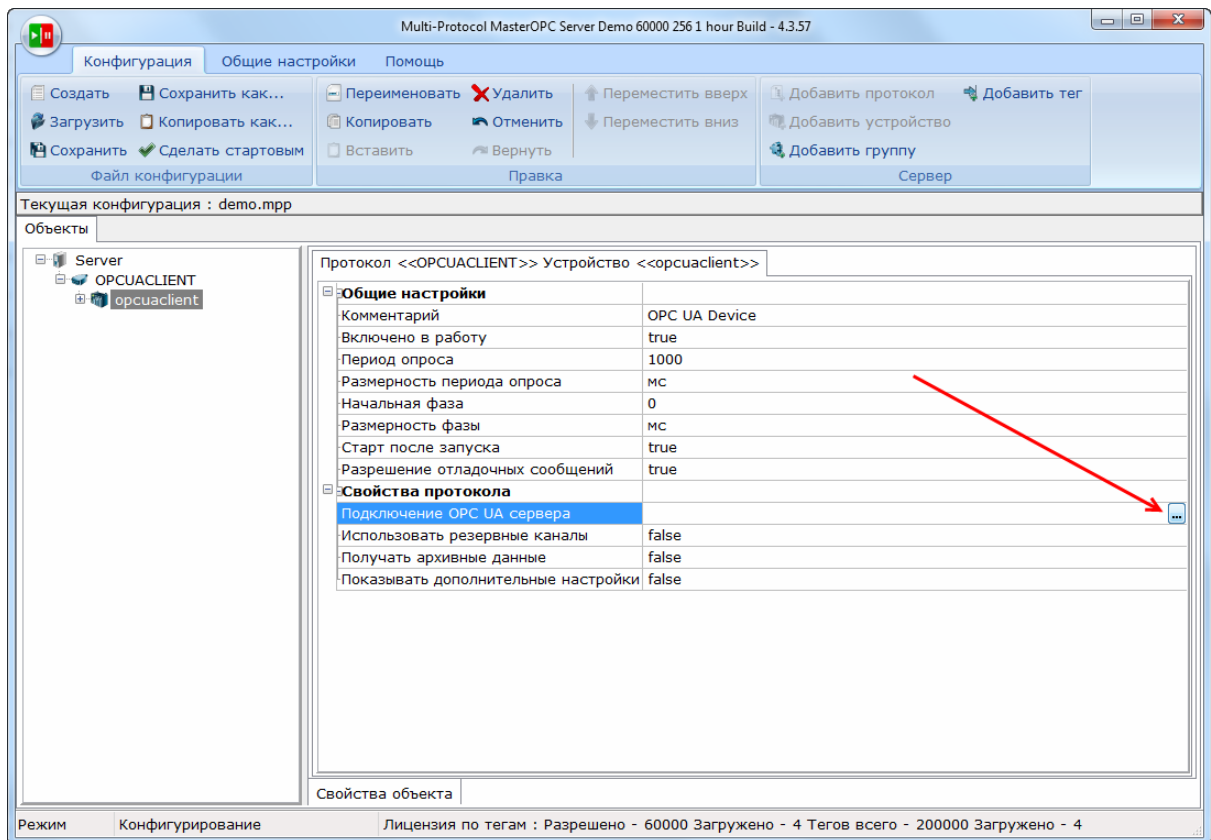 Multi-Protocol MasterOPC Server Demo 60000 256 1 hour Build - 4.3.57
Конфигурация Общие настройки Помощь
Создать Сохранить как... Переименовать Удалить Переместить вверх Добавить протокол Добавить тег
Загрузить Копировать как... Копировать Отменить Переместить вниз Добавить устройство
Сохранить Сделать стартовым Вставить Вернуть Добавить группу
Файл конфигурации Правка Сервер
Текущая конфигурация : demo.mpp
Объекты
Server
OPCUACLIENT
opcuaclient
Протокол <<OPCUACLIENT>> Устройство <<opcuaclient>>
Общие настройки
Комментарий OPC UA Device
Включено в работу true
Период опроса 1000
Размерность периода опроса мс
Начальная фаза 0
Размерность фазы мс
Старт после запуска true
Разрешение отладочных сообщений true
Свойства протокола
Подключение OPC UA сервера ...
Использовать резервные каналы false
Получать архивные данные false
Показывать дополнительные настройки false
Свойства объекта
Режим Конфигурирование Лицензия по тегам : Разрешено - 60000 Загружено - 4 Тегов всего - 200000 Загружено - 4